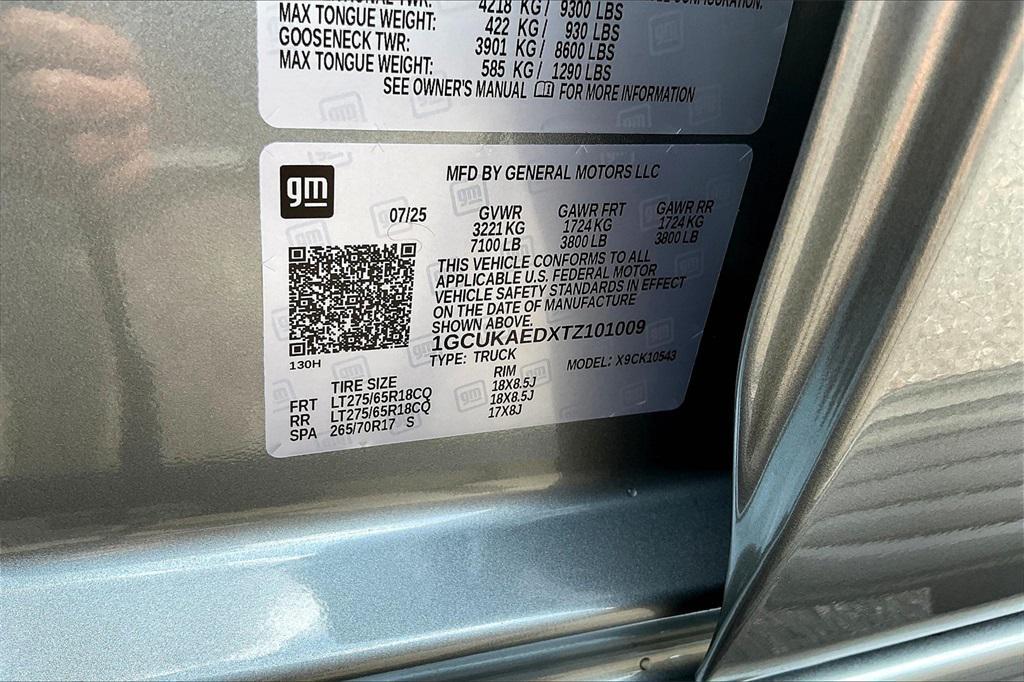 4218 KG / 9300 LBS
MAX TONGUE WEIGHT: 422 KG / 930 LBS
GOOSENECK TWR: 3901 KG / 8600 LBS
MAX TONGUE WEIGHT: 585 KG / 1290 LBS
SEE OWNER'S MANUAL FOR MORE INFORMATION
gm
MFD BY GENERAL MOTORS LLC
07/25 GVWR GAWR FRT GAWR RR
3221 KG 1724 KG 1724 KG
7100 LB 3800 LB 3800 LB
THIS VEHICLE CONFORMS TO ALL
APPLICABLE U.S. FEDERAL MOTOR
VEHICLE SAFETY STANDARDS IN EFFECT
ON THE DATE OF MANUFACTURE
SHOWN ABOVE.
1GCUKAEDXTZ101009
130H
TYPE: TRUCK MODEL: X9CK10543
TIRE SIZE RIM
FRT LT275/65R18CQ 18X8.5J
RR LT275/65R18CQ 18X8.5J
SPA 265/70R17 S 17X8J